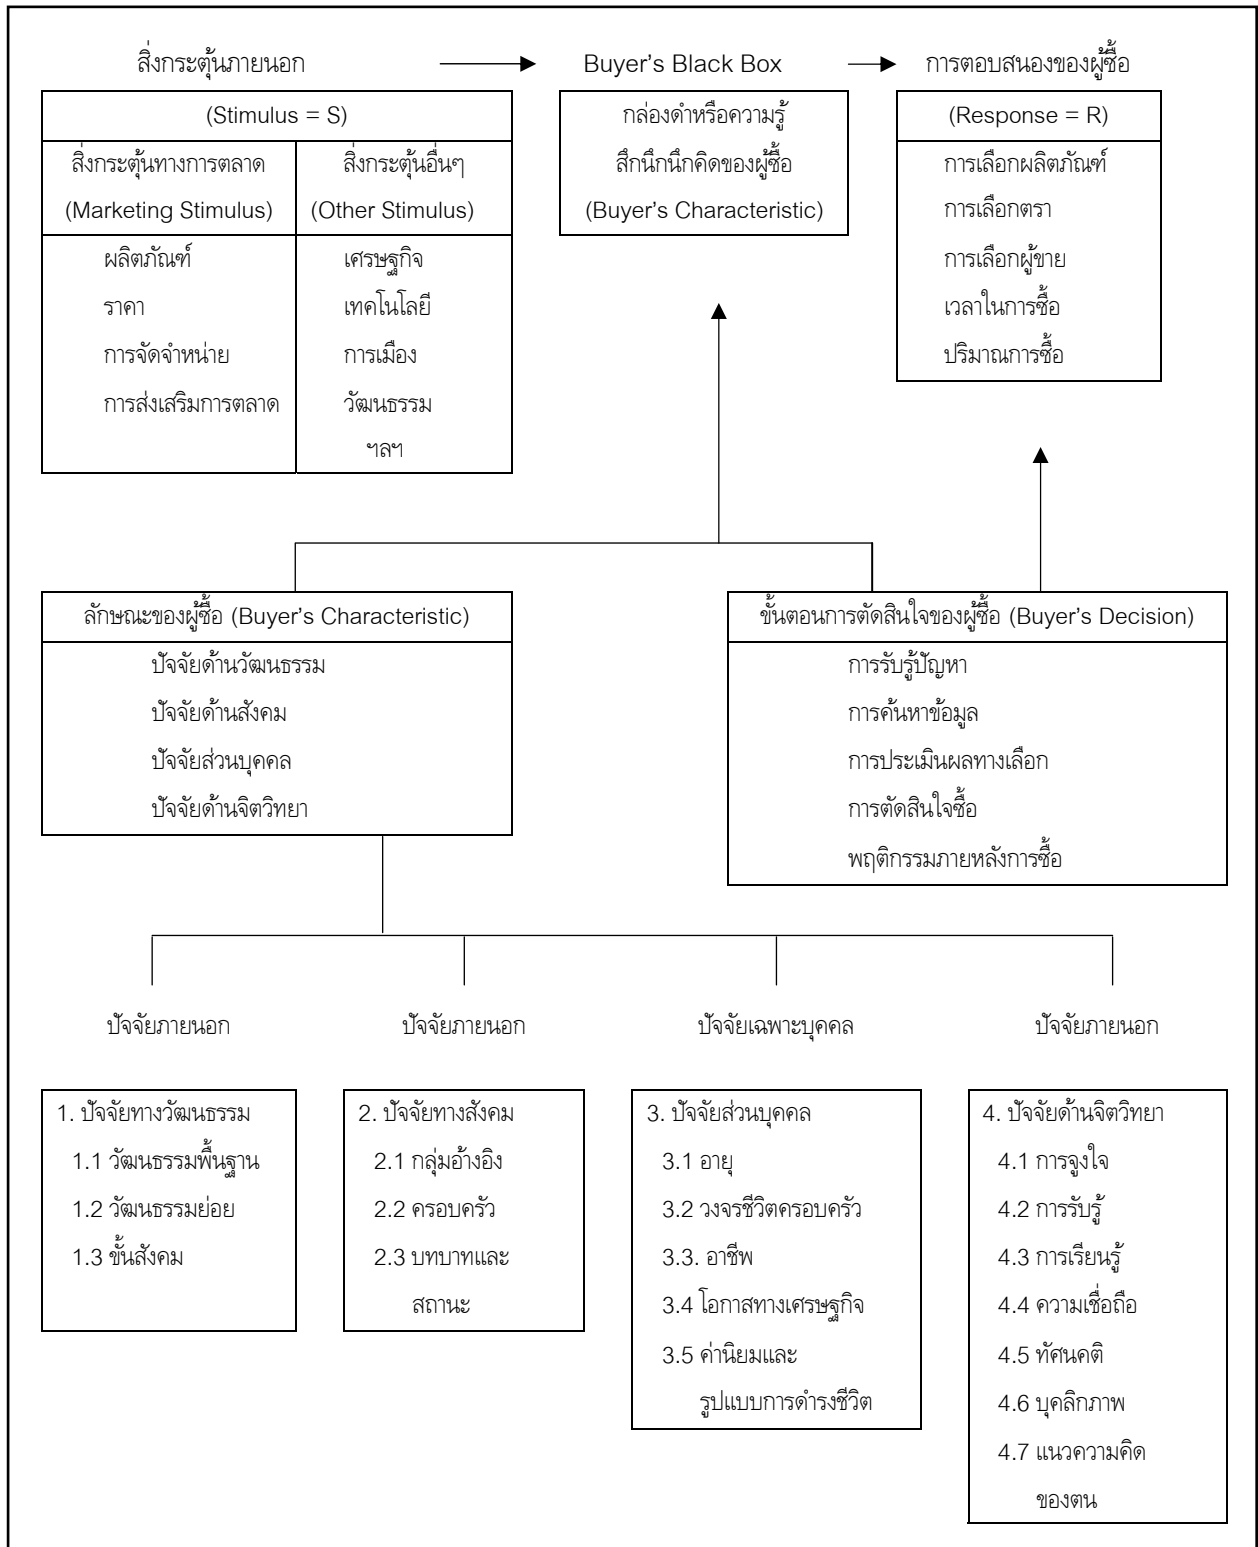 สิ่งกระตุ้นภายนอก
Buyer's Black Box
การตอบสนองของผู้ซื้อ
(Stimulus = S)
สิ่งกระตุ้นทางการตลาด
(Marketing Stimulus)
ผลิตภัณฑ์
ราคา
การจัดจำหน่าย
การส่งเสริมการตลาด
สิ่งกระตุ้นอื่นๆ
(Other Stimulus)
เศรษฐกิจ
เทคโนโลยี
การเมือง
วัฒนธรรม
ฯลฯ
กล่องดำหรือความรู้
สึกนึกนึกคิดของผู้ซื้อ
(Buyer's Characteristic)
(Response = R)
การเลือกผลิตภัณฑ์
การเลือกตรา
การเลือกผู้ขาย
เวลาในการซื้อ
ปริมาณการซื้อ
ลักษณะของผู้ซื้อ (Buyer's Characteristic)
ปัจจัยด้านวัฒนธรรม
ปัจจัยด้านสังคม
ปัจจัยส่วนบุคคล
ปัจจัยด้านจิตวิทยา
ขั้นตอนการตัดสินใจของผู้ซื้อ (Buyer's Decision)
การรับรู้ปัญหา
การค้นหาข้อมูล
การประเมินผลทางเลือก
การตัดสินใจซื้อ
พฤติกรรมภายหลังการซื้อ
ปัจจัยภายนอก
ปัจจัยภายนอก
ปัจจัยเฉพาะบุคคล
ปัจจัยภายนอก
1. ปัจจัยทางวัฒนธรรม
1.1 วัฒนธรรมพื้นฐาน
1.2 วัฒนธรรมย่อย
1.3 ขั้นสังคม
2. ปัจจัยทางสังคม
2.1 กลุ่มอ้างอิง
2.2 ครอบครัว
2.3 บทบาทและ
สถานะ
3. ปัจจัยส่วนบุคคล
3.1 อายุ
3.2 วงจรชีวิตครอบครัว
3.3. อาชีพ
3.4 โอกาสทางเศรษฐกิจ
3.5 ค่านิยมและ
รูปแบบการดำรงชีวิต
4. ปัจจัยด้านจิตวิทยา
4.1 การจูงใจ
4.2 การรับรู้
4.3 การเรียนรู้
4.4 ความเชื่อถือ
4.5 ทัศนคติ
4.6 บุคลิกภาพ
4.7 แนวความคิด
ของตน